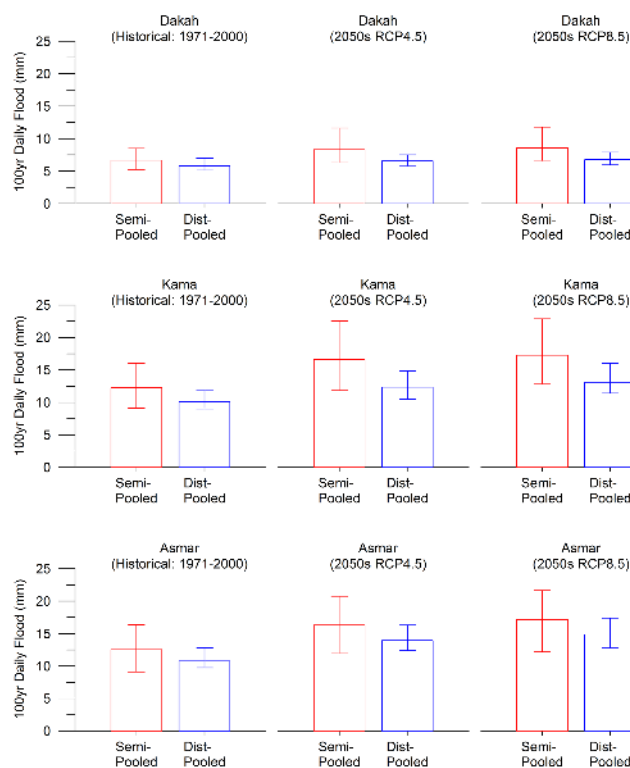 Dakah
(Historical: 1971-2000)
Dakah
(2050s RCP4.5)
Dakah
(2050s RCP8.5)
100yr Daily Flood (mm)
25
20
15
10
5
0
Semi-
Pooled
Dist-
Pooled
Semi-
Pooled
Dist-
Pooled
Semi-
Pooled
Dist-
Pooled
Kama
(Historical: 1971-2000)
Kama
(2050s RCP4.5)
Kama
(2050s RCP8.5)
100yr Daily Flood (mm)
25
20
15
10
5
0
Semi-
Pooled
Dist-
Pooled
Semi-
Pooled
Dist-
Pooled
Semi-
Pooled
Dist-
Pooled
Asmar
(Historical: 1971-2000)
Asmar
(2050s RCP4.5)
Asmar
(2050s RCP8.5)
100yr Daily Flood (mm)
25
20
15
10
5
0
Semi-
Pooled
Dist-
Pooled
Semi-
Pooled
Dist-
Pooled
Semi-
Pooled
Dist-
Pooled